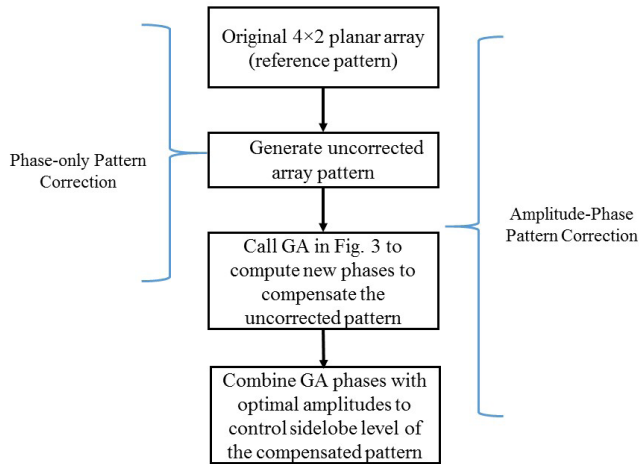 Original 4×2 planar array
(reference pattern)
Generate uncorrected
array pattern
Phase-only Pattern
Correction
Call GA in Fig. 3 to
compute new phases to
compensate the
uncorrected pattern
Amplitude-Phase
Pattern Correction
Combine GA phases with
optimal amplitudes to
control sidelobe level of
the compensated pattern